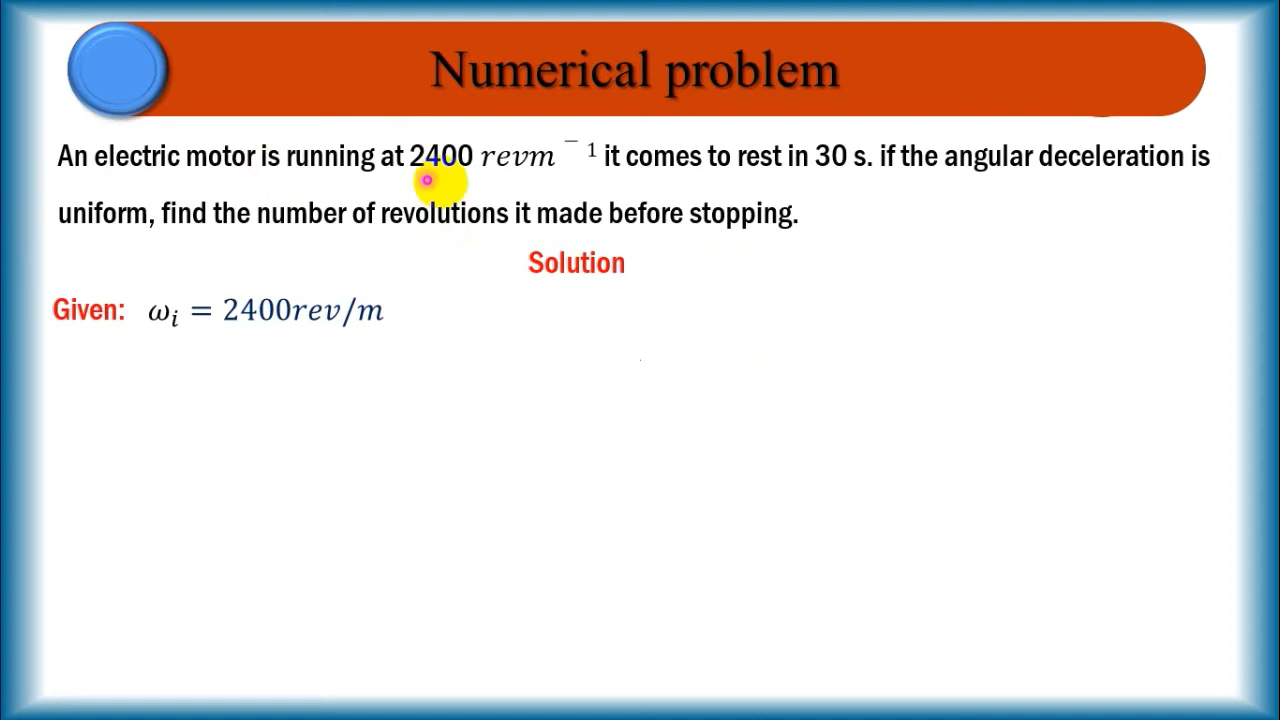 Numerical problem
An electric motor is running at 2400 𝑟𝑒𝑣𝑚 ⁻ ¹ it comes to rest in 30 s. if the angular deceleration is
uniform, find the number of revolutions it made before stopping.
Solution
Given: 𝜔ᵢ = 2400𝑟𝑒𝑣/𝑚